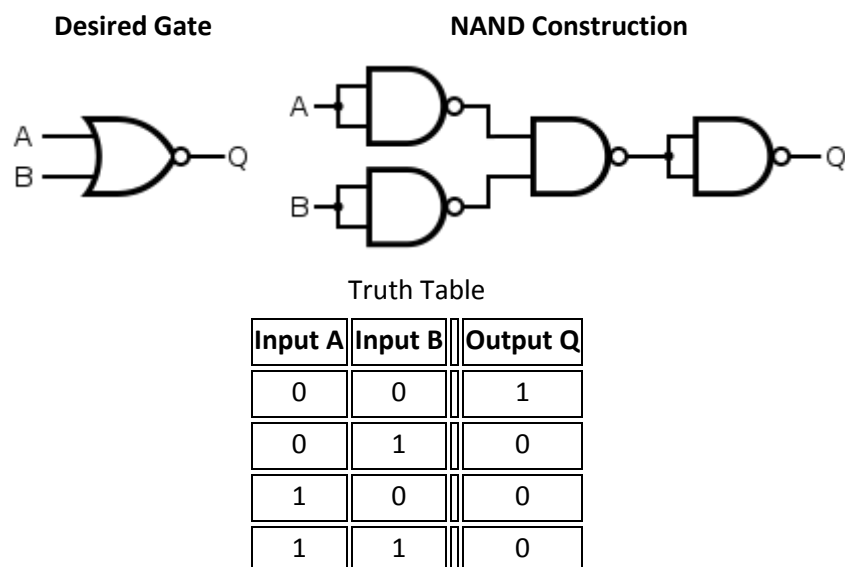 Desired Gate NAND Construction
A
B
Q
A
B
Q
Truth Table
Input A Input B Output Q
0 0 1
0 1 0
1 0 0
1 1 0